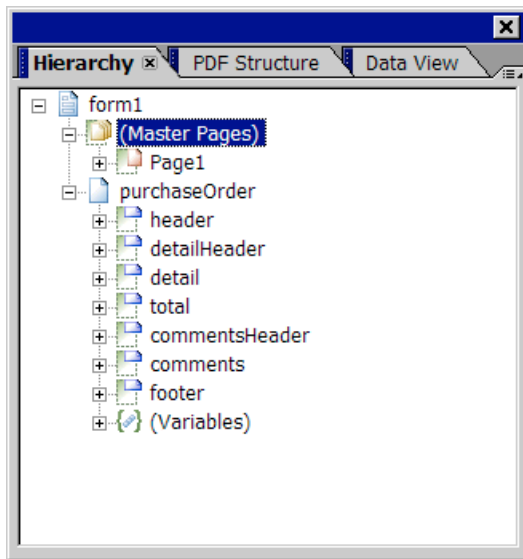 Hierarchy PDF Structure Data View
form1
(Master Pages)
Page1
purchaseOrder
header
detailHeader
detail
total
commentsHeader
comments
footer
(Variables)